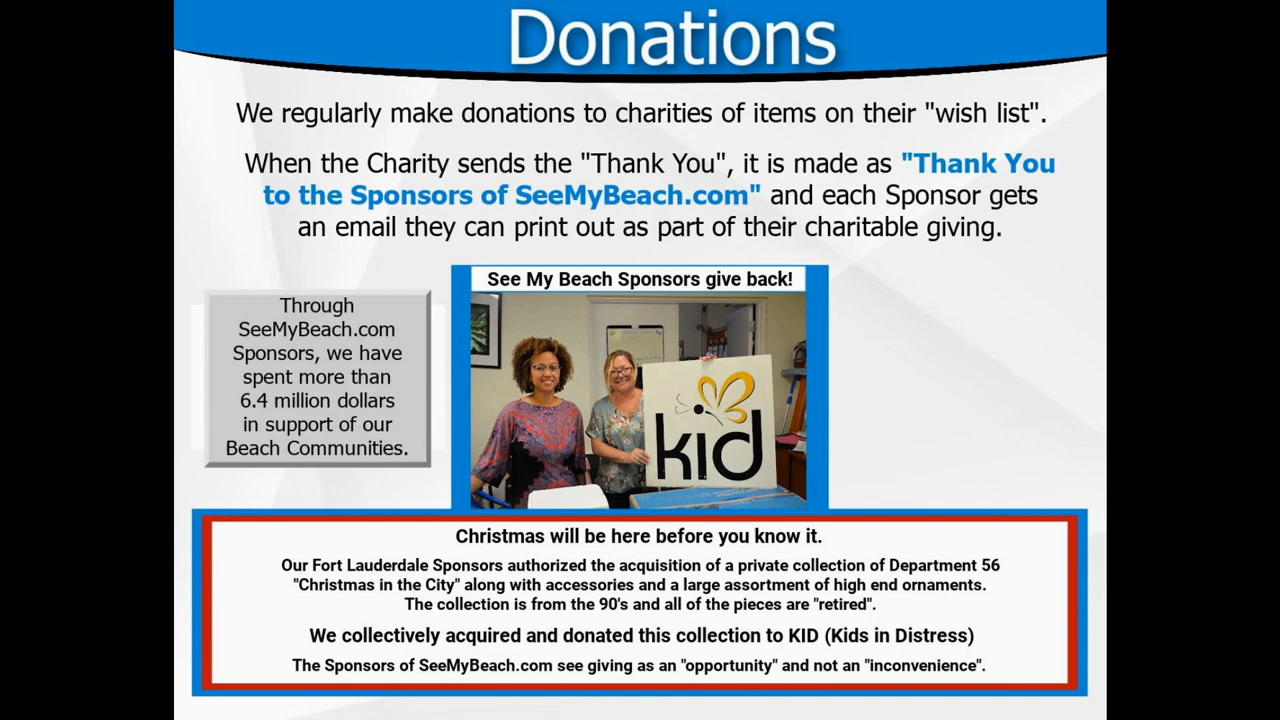 Donations
We regularly make donations to charities of items on their "wish list".
When the Charity sends the "Thank You", it is made as "Thank You
to the Sponsors of SeeMyBeach.com" and each Sponsor gets
an email they can print out as part of their charitable giving.
See My Beach Sponsors give back!
Through
SeeMyBeach.com
Sponsors, we have
spent more than
6.4 million dollars
in support of our
Beach Communities.
kid
Christmas will be here before you know it.
Our Fort Lauderdale Sponsors authorized the acquisition of a private collection of Department 56
"Christmas in the City" along with accessories and a large assortment of high end ornaments.
The collection is from the 90's and all of the pieces are "retired".
We collectively acquired and donated this collection to KID (Kids in Distress)
The Sponsors of SeeMyBeach.com see giving as an "opportunity" and not an "inconvenience".